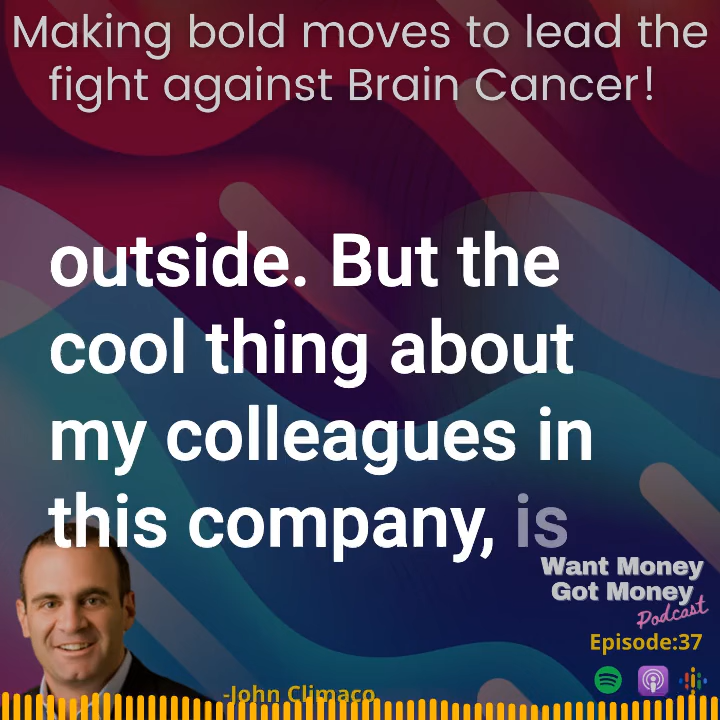 Making bold moves to lead the
fight against Brain Cancer!
outside. But the
cool thing about
my colleagues in
this company, is
Want Money
Got Money
Podcast
Episode:37
-John Climaco